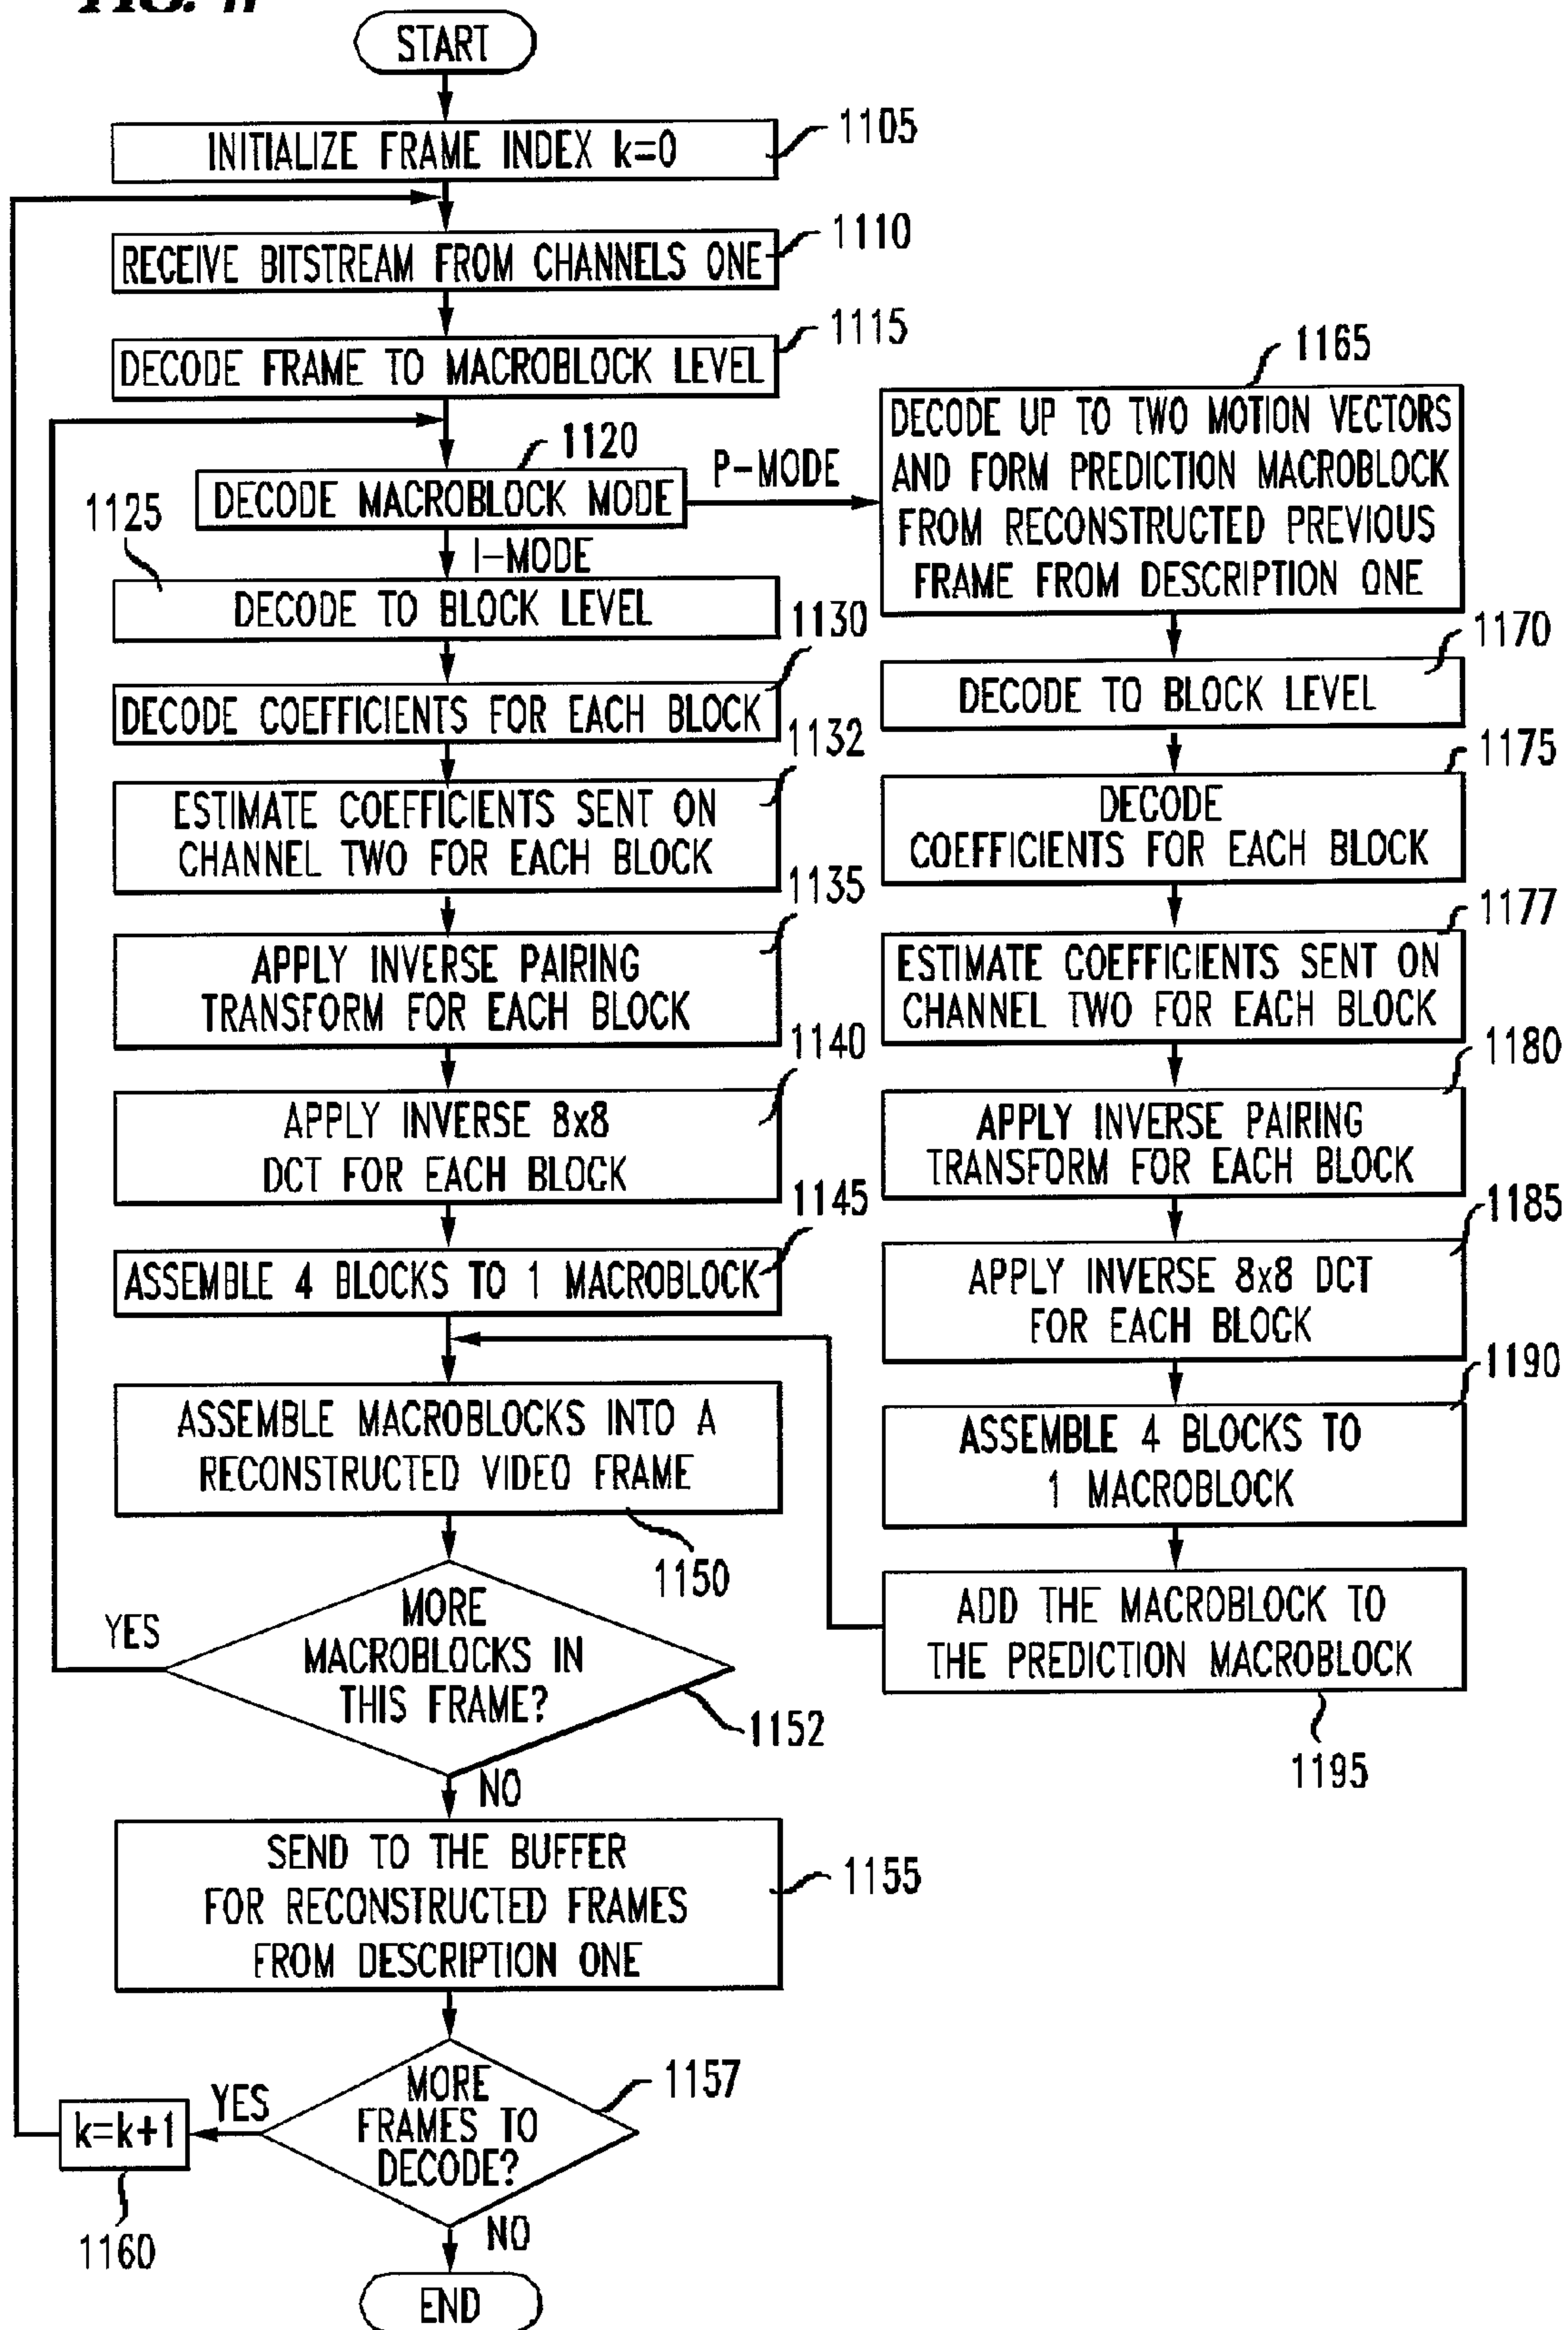 FIG. 11
START
INITIALIZE FRAME INDEX k=0
1105
RECEIVE BITSTREAM FROM CHANNELS ONE
1110
DECODE FRAME TO MACROBLOCK LEVEL
1115
1120
DECODE MACROBLOCK MODE
P-MODE
I-MODE
1125
DECODE TO BLOCK LEVEL
1130
DECODE COEFFICIENTS FOR EACH BLOCK
1132
ESTIMATE COEFFICIENTS SENT ON
CHANNEL TWO FOR EACH BLOCK
1135
APPLY INVERSE PAIRING
TRANSFORM FOR EACH BLOCK
1140
APPLY INVERSE 8x8
DCT FOR EACH BLOCK
1145
ASSEMBLE 4 BLOCKS TO 1 MACROBLOCK
ASSEMBLE MACROBLOCKS INTO A
RECONSTRUCTED VIDEO FRAME
1150
YES
MORE
MACROBLOCKS IN
THIS FRAME?
1152
NO
SEND TO THE BUFFER
FOR RECONSTRUCTED FRAMES
FROM DESCRIPTION ONE
1155
MORE
FRAMES TO
DECODE?
1157
YES
k=k+1
1160
NO
END
1165
DECODE UP TO TWO MOTION VECTORS
AND FORM PREDICTION MACROBLOCK
FROM RECONSTRUCTED PREVIOUS
FRAME FROM DESCRIPTION ONE
1170
DECODE TO BLOCK LEVEL
1175
DECODE
COEFFICIENTS FOR EACH BLOCK
1177
ESTIMATE COEFFICIENTS SENT ON
CHANNEL TWO FOR EACH BLOCK
1180
APPLY INVERSE PAIRING
TRANSFORM FOR EACH BLOCK
1185
APPLY INVERSE 8x8 DCT
FOR EACH BLOCK
1190
ASSEMBLE 4 BLOCKS TO
1 MACROBLOCK
ADD THE MACROBLOCK TO
THE PREDICTION MACROBLOCK
1195